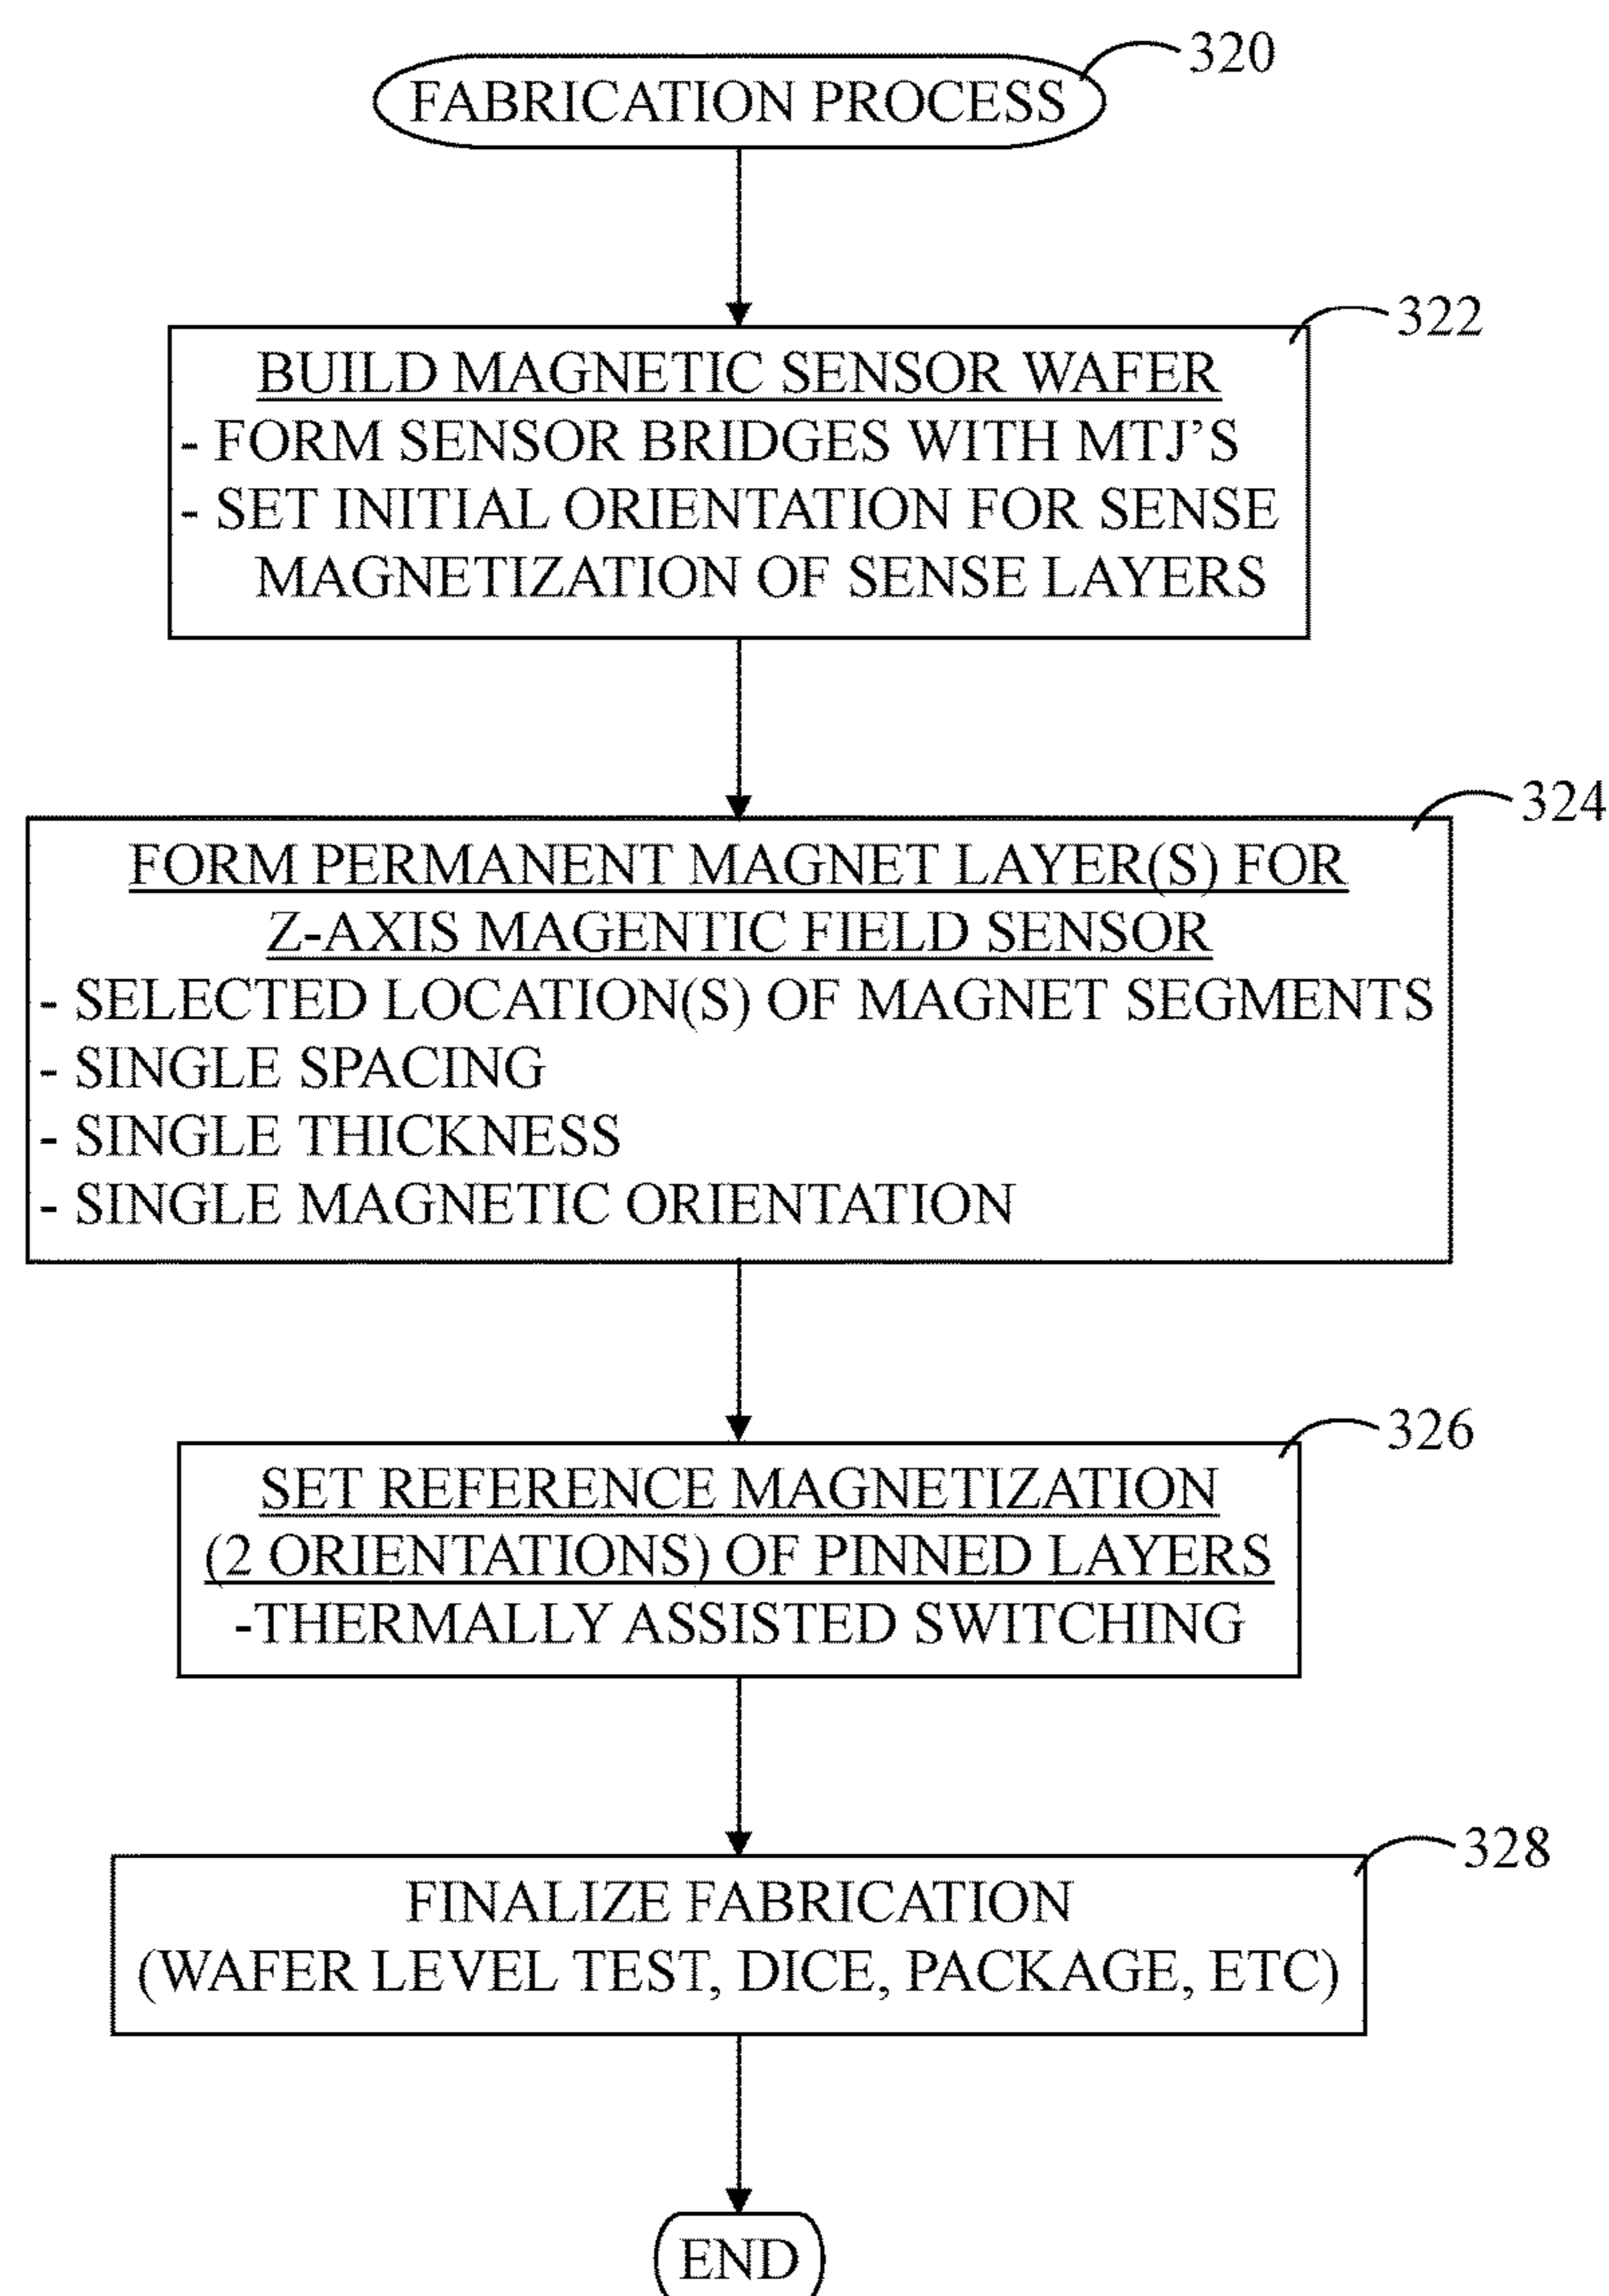 320
FABRICATION PROCESS
322
BUILD MAGNETIC SENSOR WAFER
- FORM SENSOR BRIDGES WITH MTJ'S
- SET INITIAL ORIENTATION FOR SENSE
MAGNETIZATION OF SENSE LAYERS
324
FORM PERMANENT MAGNET LAYER(S) FOR
Z-AXIS MAGENTIC FIELD SENSOR
- SELECTED LOCATION(S) OF MAGNET SEGMENTS
- SINGLE SPACING
- SINGLE THICKNESS
- SINGLE MAGNETIC ORIENTATION
326
SET REFERENCE MAGNETIZATION
(2 ORIENTATIONS) OF PINNED LAYERS
-THERMALLY ASSISTED SWITCHING
328
FINALIZE FABRICATION
(WAFER LEVEL TEST, DICE, PACKAGE, ETC)
END